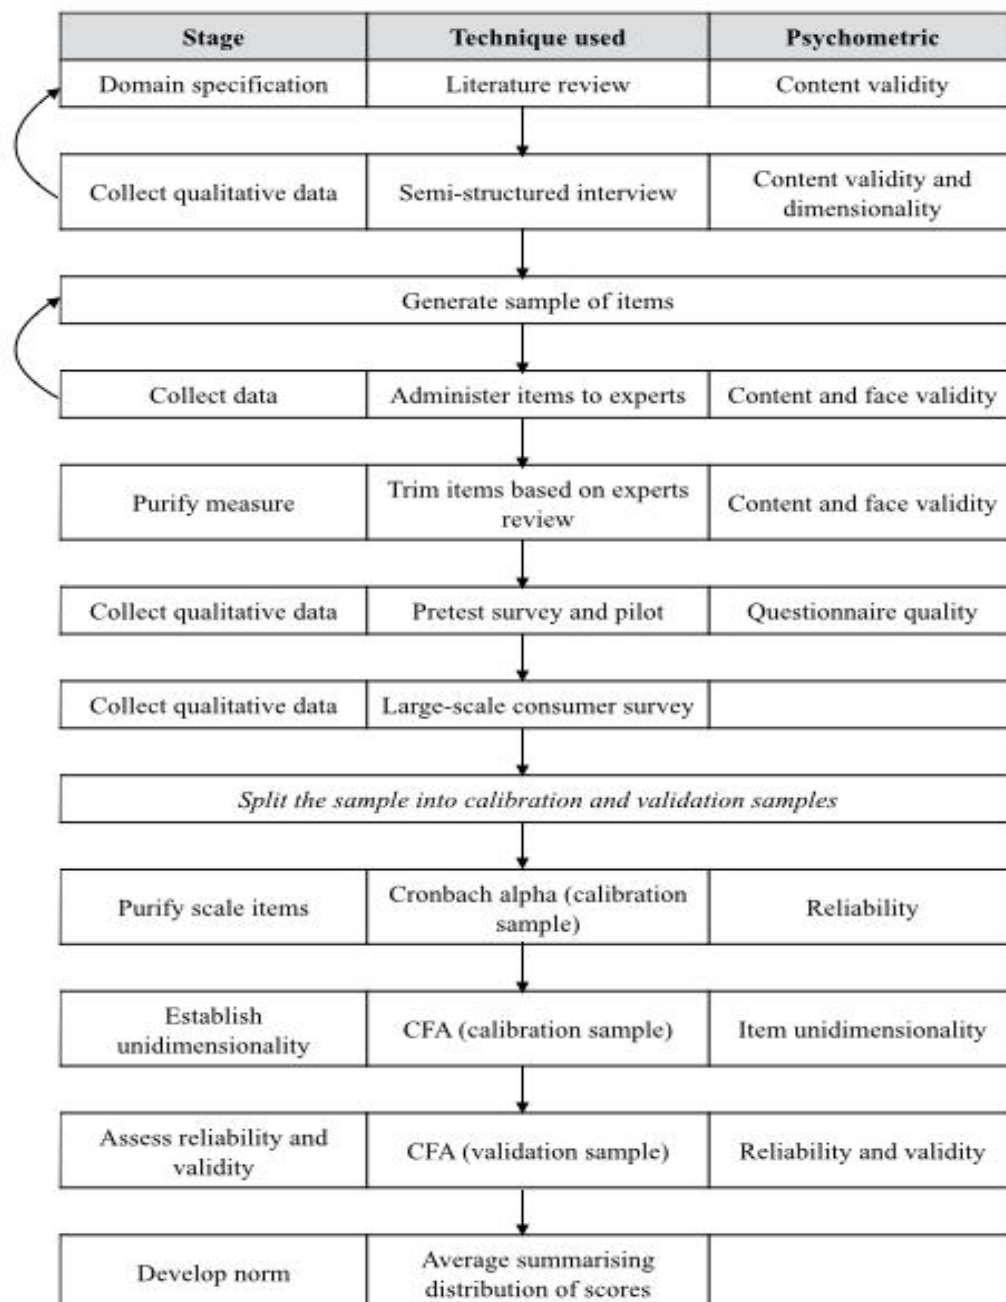 Stage Technique used Psychometric
Domain specification Literature review Content validity
Collect qualitative data Semi-structured interview Content validity and
dimensionality
Generate sample of items
Collect data Administer items to experts Content and face validity
Purify measure Trim items based on experts
review Content and face validity
Collect qualitative data Pretest survey and pilot Questionnaire quality
Collect qualitative data Large-scale consumer survey
Split the sample into calibration and validation samples
Purify scale items Cronbach alpha (calibration
sample) Reliability
Establish
unidimensionality CFA (calibration sample) Item unidimensionality
Assess reliability and
validity CFA (validation sample) Reliability and validity
Develop norm Average summarising
distribution of scores